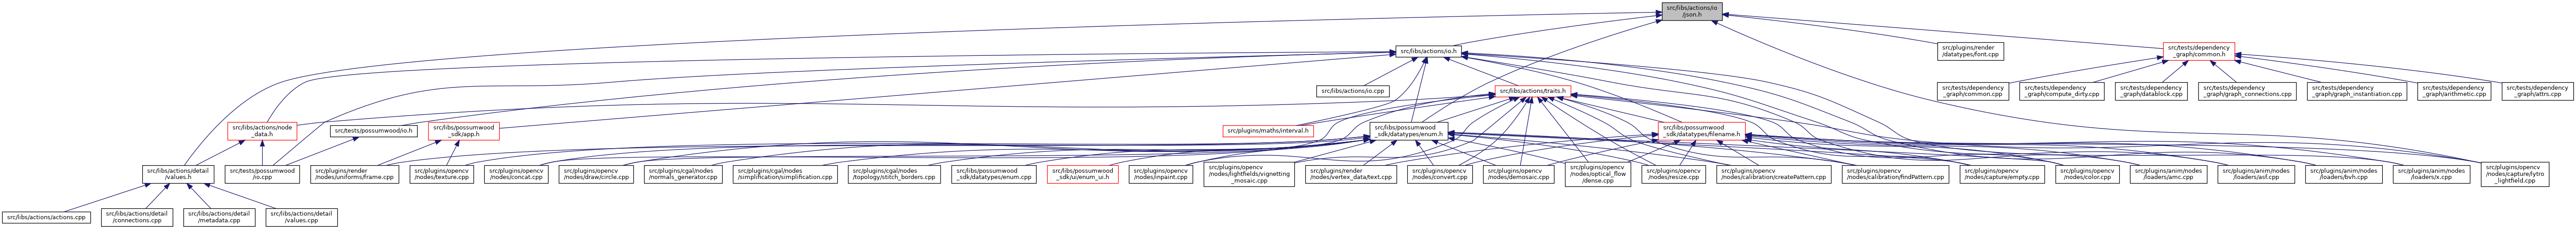 src/libs/actions/io
/json.h
src/libs/actions/io.h
src/plugins/render
/datatypes/font.cpp
src/tests/dependency
_graph/common.h
src/libs/actions/io.cpp
src/libs/actions/traits.h
src/tests/dependency
_graph/common.cpp
src/tests/dependency
_graph/compute_dirty.cpp
src/tests/dependency
_graph/datablock.cpp
src/tests/dependency
_graph/graph_connections.cpp
src/tests/dependency
_graph/graph_instantiation.cpp
src/tests/dependency
_graph/arithmetic.cpp
src/tests/dependency
_graph/attrs.cpp
src/libs/actions/node
_data.h
src/tests/possumwood/io.h
src/libs/possumwood
_sdk/app.h
src/plugins/maths/interval.h
src/libs/possumwood
_sdk/datatypes/enum.h
src/libs/possumwood
_sdk/datatypes/filename.h
src/libs/actions/detail
/values.h
src/tests/possumwood
/io.cpp
src/plugins/render
/nodes/uniforms/frame.cpp
src/plugins/opencv
/nodes/texture.cpp
src/plugins/opencv
/nodes/concat.cpp
src/plugins/opencv
/nodes/draw/circle.cpp
src/plugins/cgal/nodes
/normals_generator.cpp
src/plugins/cgal/nodes
/simplification/simplification.cpp
src/plugins/cgal/nodes
/topology/stitch_borders.cpp
src/libs/possumwood
_sdk/datatypes/enum.cpp
src/libs/possumwood
_sdk/ui/enum_ui.h
src/plugins/opencv
/nodes/inpaint.cpp
src/plugins/opencv
/nodes/lightfields/vignetting
_mosaic.cpp
src/plugins/render
/nodes/vertex_data/text.cpp
src/plugins/opencv
/nodes/convert.cpp
src/plugins/opencv
/nodes/demosaic.cpp
src/plugins/opencv
/nodes/optical_flow
/dense.cpp
src/plugins/opencv
/nodes/resize.cpp
src/plugins/opencv
/nodes/calibration/createPattern.cpp
src/plugins/opencv
/nodes/calibration/findPattern.cpp
src/plugins/opencv
/nodes/capture/empty.cpp
src/plugins/opencv
/nodes/color.cpp
src/plugins/anim/nodes
/loaders/amc.cpp
src/plugins/anim/nodes
/loaders/asf.cpp
src/plugins/anim/nodes
/loaders/bvh.cpp
src/plugins/anim/nodes
/loaders/x.cpp
src/plugins/opencv
/nodes/capture/lytro
_lightfield.cpp
src/libs/actions/actions.cpp
src/libs/actions/detail
/connections.cpp
src/libs/actions/detail
/metadata.cpp
src/libs/actions/detail
/values.cpp